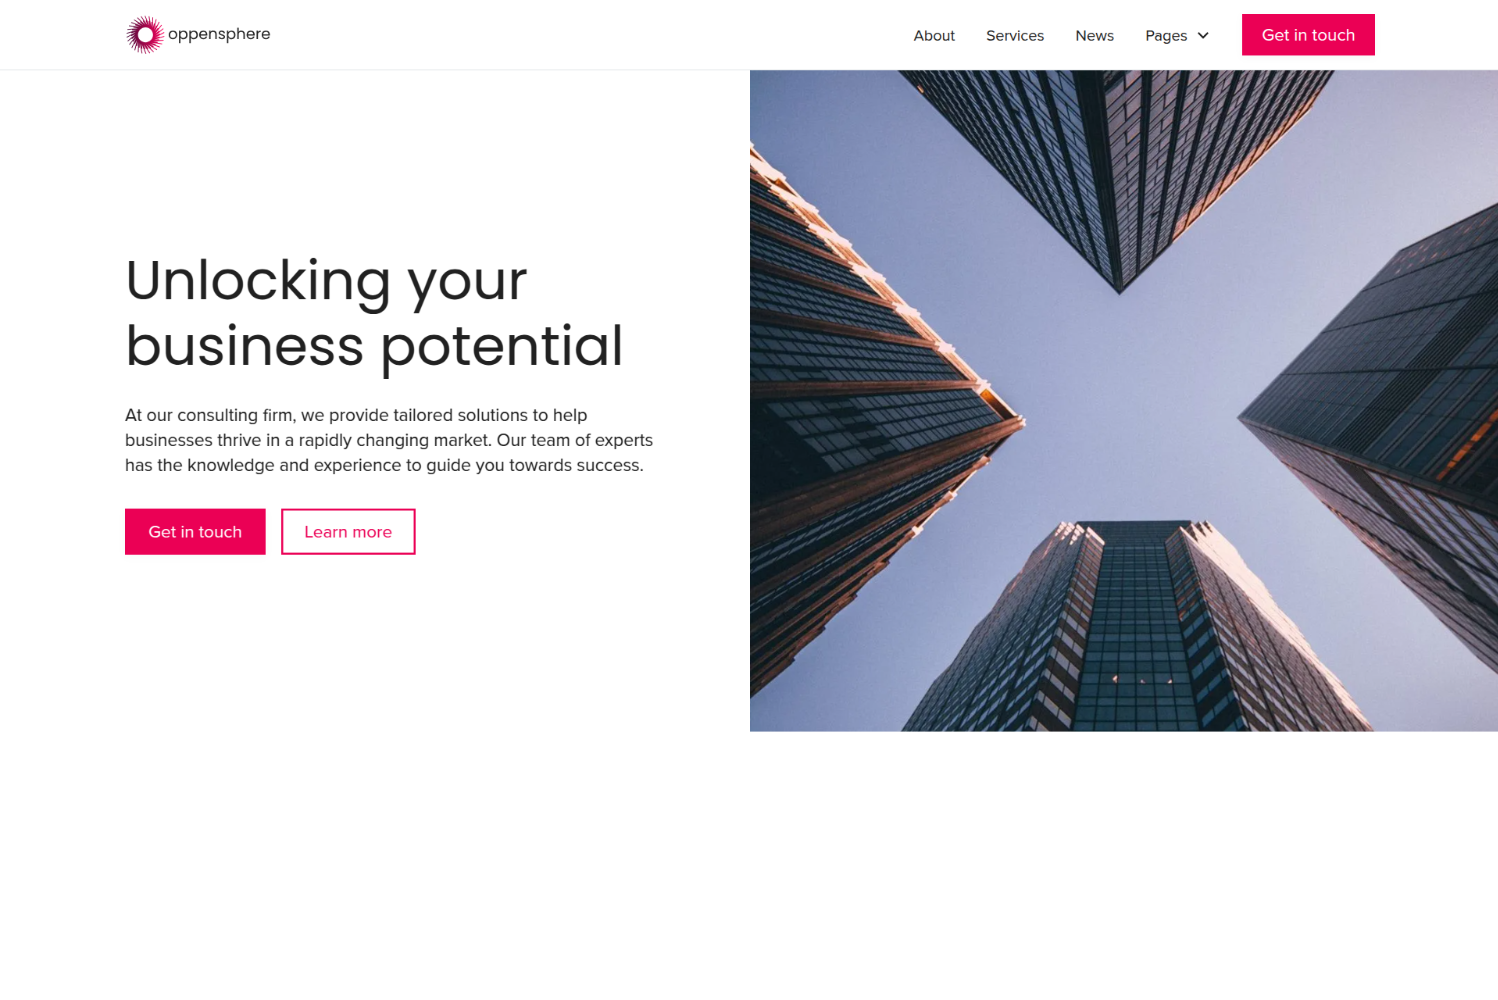 oppensphere
About
Services
News
Pages
Get in touch
Unlocking your
business potential
At our consulting firm, we provide tailored solutions to help
businesses thrive in a rapidly changing market. Our team of experts
has the knowledge and experience to guide you towards success.
Get in touch
Learn more